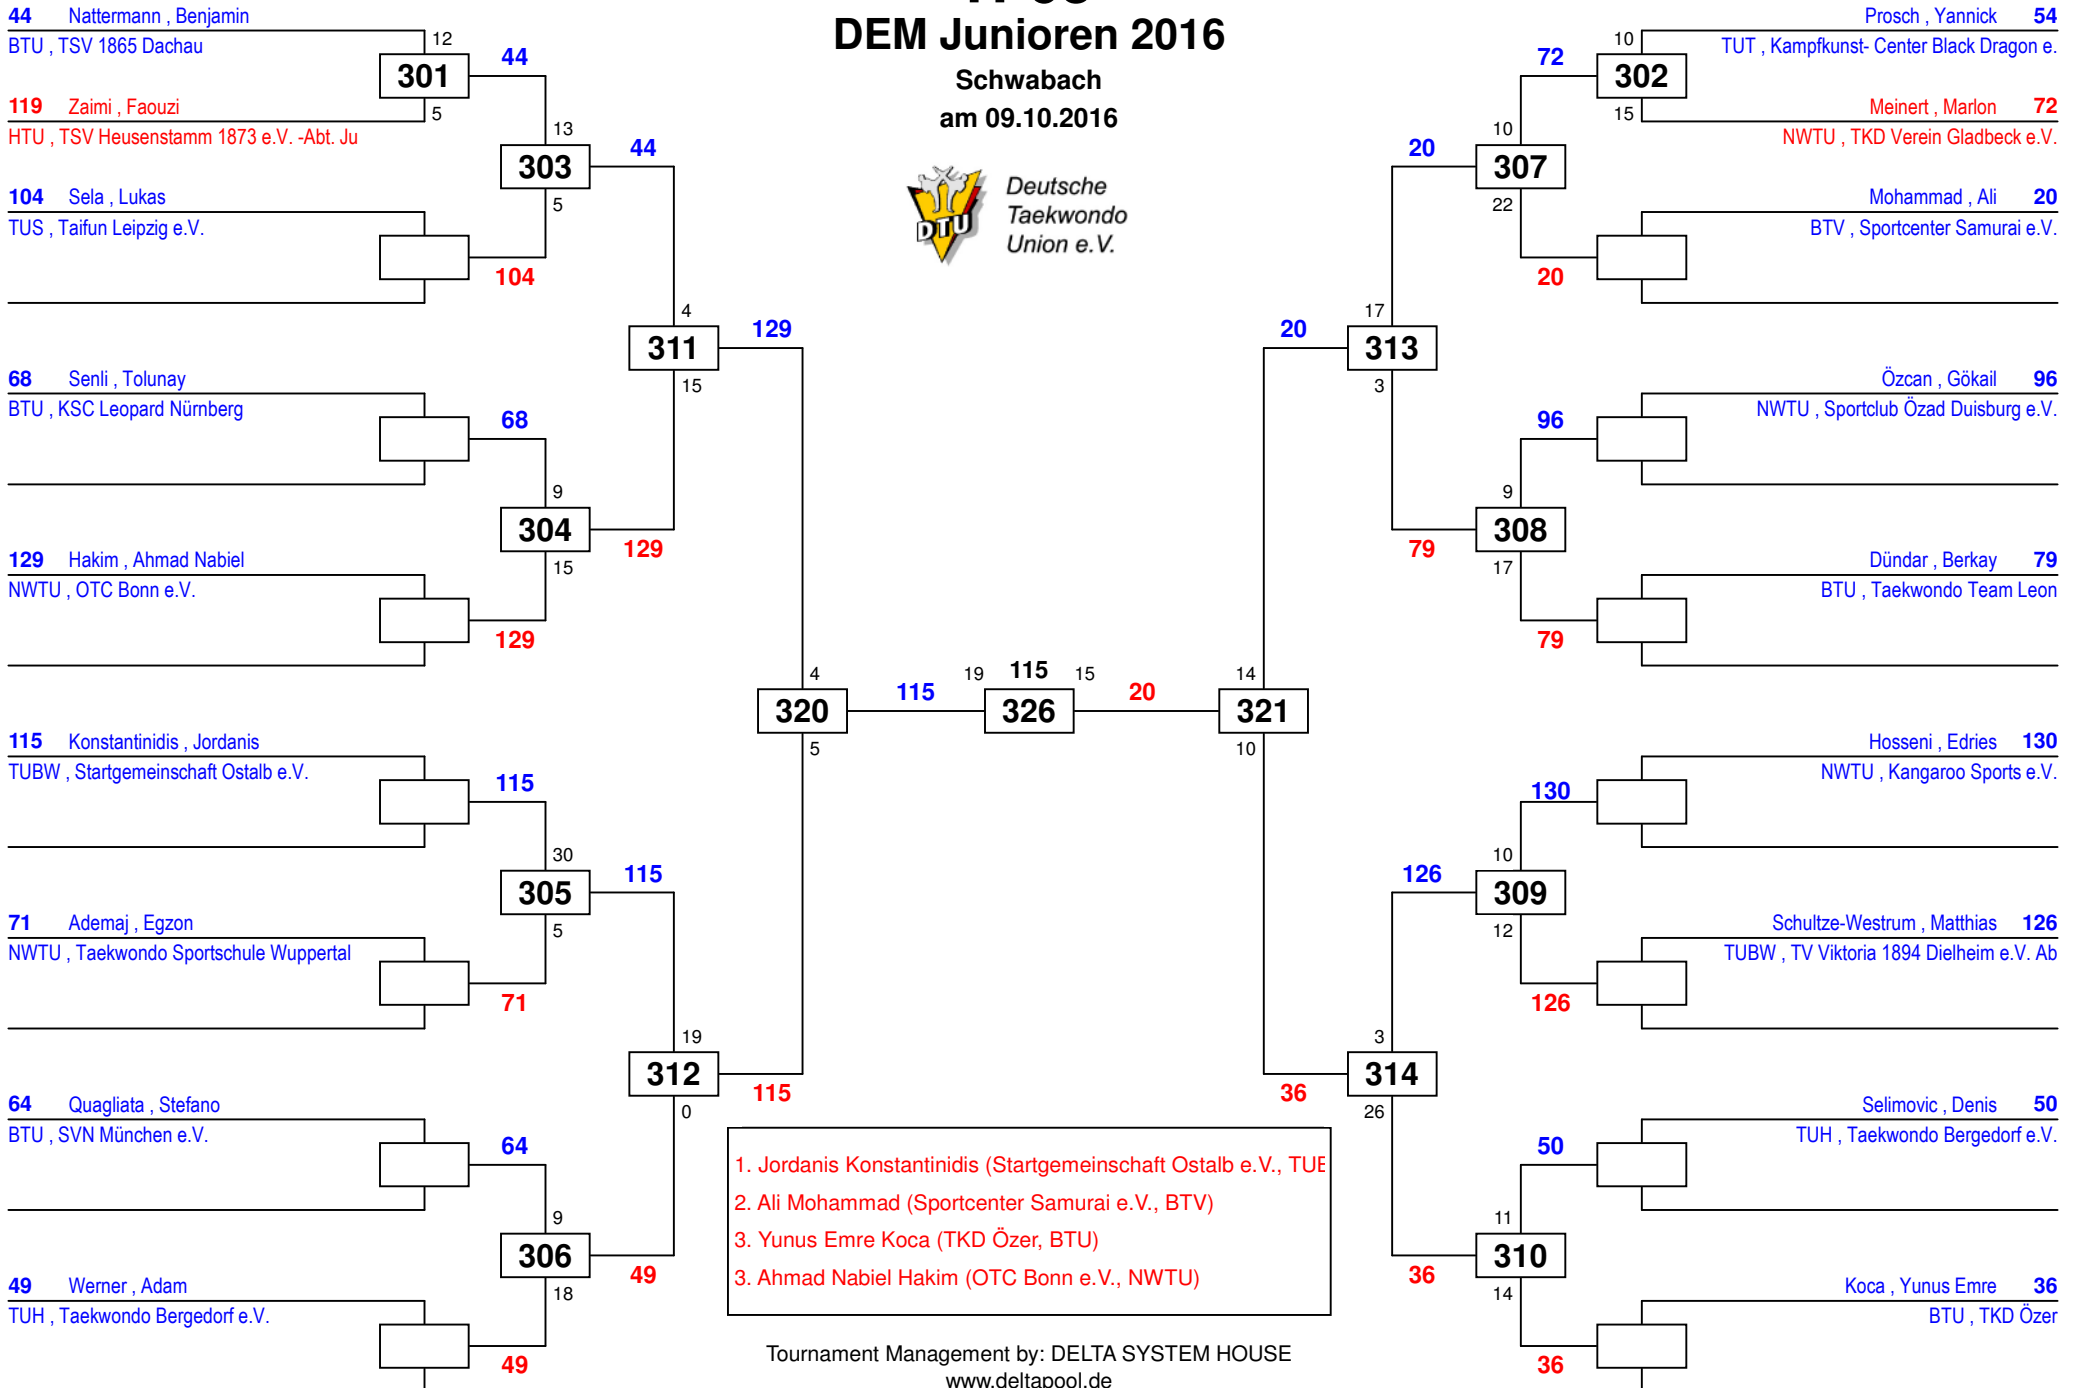 DEM Junioren 2016
Schwabach
am 09.10.2016
DTU
Deutsche
Taekwondo
Union e.V.
44 Nattermann , Benjamin
BTU , TSV 1865 Dachau
119 Zaimi , Faouzi
HTU , TSV Heusenstamm 1873 e.V. -Abt. Ju
104 Sela , Lukas
TUS , Taifun Leipzig e.V.
68 Senli , Tolunay
BTU , KSC Leopard Nürnberg
129 Hakim , Ahmad Nabiel
NWTU , OTC Bonn e.V.
115 Konstantinidis , Jordanis
TUBW , Startgemeinschaft Ostalb e.V.
71 Ademaj , Egzon
NWTU , Taekwondo Sportschule Wuppertal
64 Quagliata , Stefano
BTU , SVN München e.V.
49 Werner , Adam
TUH , Taekwondo Bergedorf e.V.
12
301
5
44
104
68
129
115
71
64
49
13
303
5
44
9
304
15
129
30
305
5
115
9
306
18
49
4
311
15
129
19
312
0
115
4
320
5
115
19 115 15
326
20
14
321
10
20
17
313
3
36
3
314
26
20
10
307
22
79
9
308
17
126
10
309
12
36
11
310
14
72
20
96
79
130
126
50
36
10
302
15
Prosch , Yannick 54
TUT , Kampfkunst- Center Black Dragon e.
Meinert , Marlon 72
NWTU , TKD Verein Gladbeck e.V.
Mohammad , Ali 20
BTV , Sportcenter Samurai e.V.
Özcan , Gökail 96
NWTU , Sportclub Özad Duisburg e.V.
Dündar , Berkay 79
BTU , Taekwondo Team Leon
Hosseni , Edries 130
NWTU , Kangaroo Sports e.V.
Schultze-Westrum , Matthias 126
TUBW , TV Viktoria 1894 Dielheim e.V. Ab
Selimovic , Denis 50
TUH , Taekwondo Bergedorf e.V.
Koca , Yunus Emre 36
BTU , TKD Özer
1. Jordanis Konstantinidis (Startgemeinschaft Ostalb e.V., TUE
2. Ali Mohammad (Sportcenter Samurai e.V., BTV)
3. Yunus Emre Koca (TKD Özer, BTU)
3. Ahmad Nabiel Hakim (OTC Bonn e.V., NWTU)
Tournament Management by: DELTA SYSTEM HOUSE
www.deltapool.de